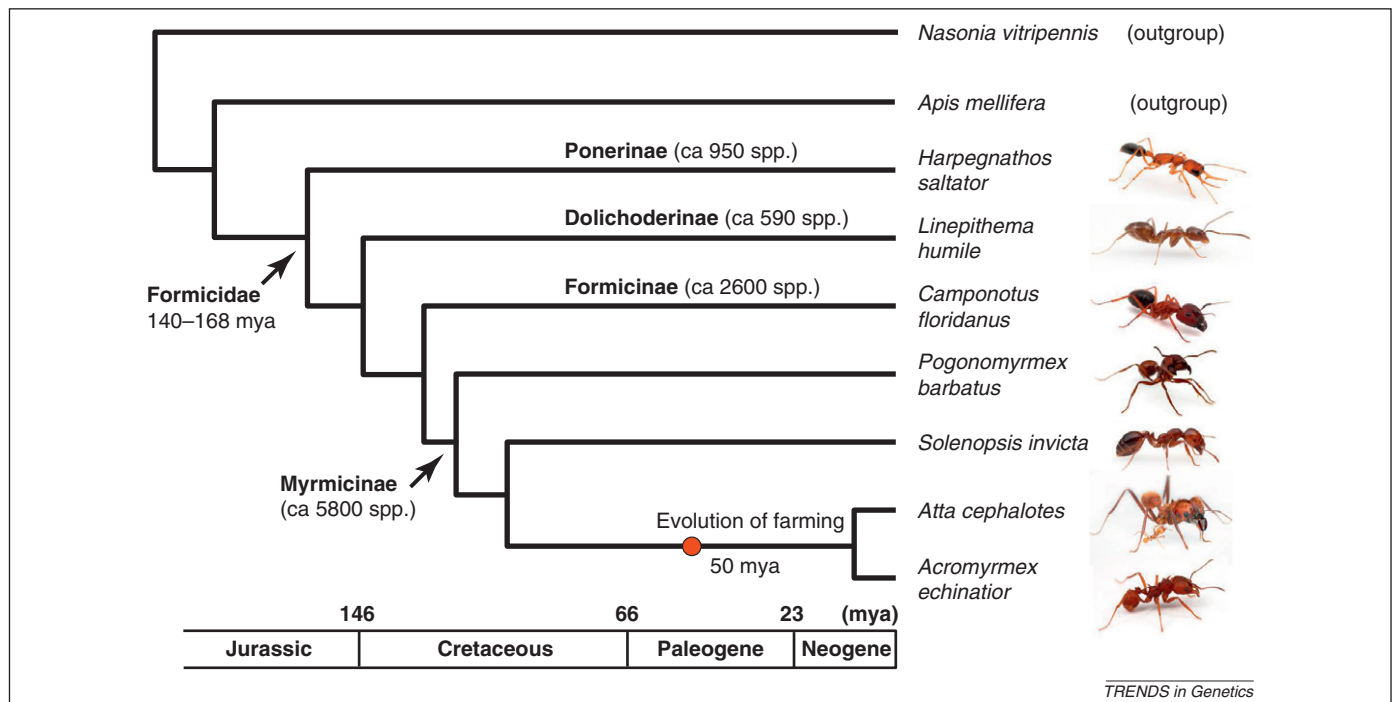 Nasonia vitripennis (outgroup)
Apis mellifera (outgroup)
Ponerinae (ca 950 spp.)
Harpegnathos
saltator
Dolichoderinae (ca 590 spp.)
Linepithema
humile
Formicinae (ca 2600 spp.)
Camponotus
floridanus
Formicidae
140–168 mya
Pogonomyrmex
barbatus
Solenopsis invicta
Myrmicinae
(ca 5800 spp.)
Evolution of farming
50 mya
Atta cephalotes
Acromyrmex
echinatior
146 66 23 (mya)
Jurassic Cretaceous Paleogene Neogene
TRENDS in Genetics